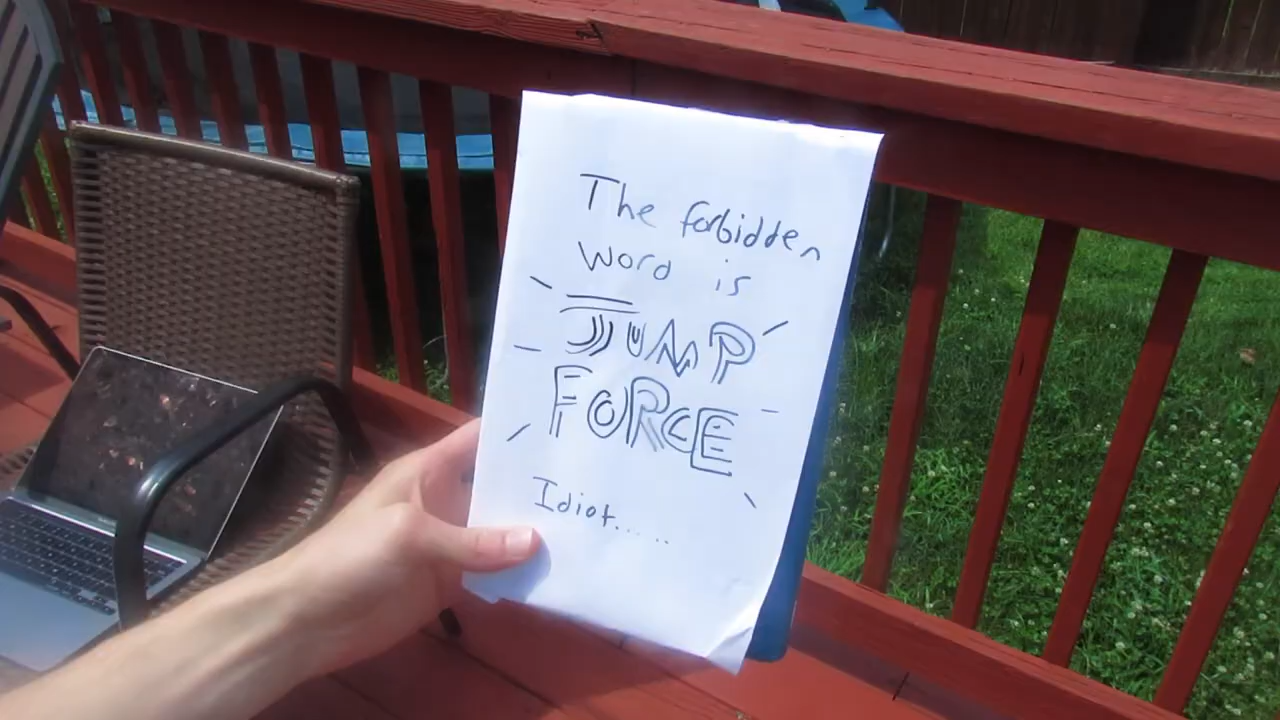 The forbidden
word is
JUMP
FORCE
Idiot......